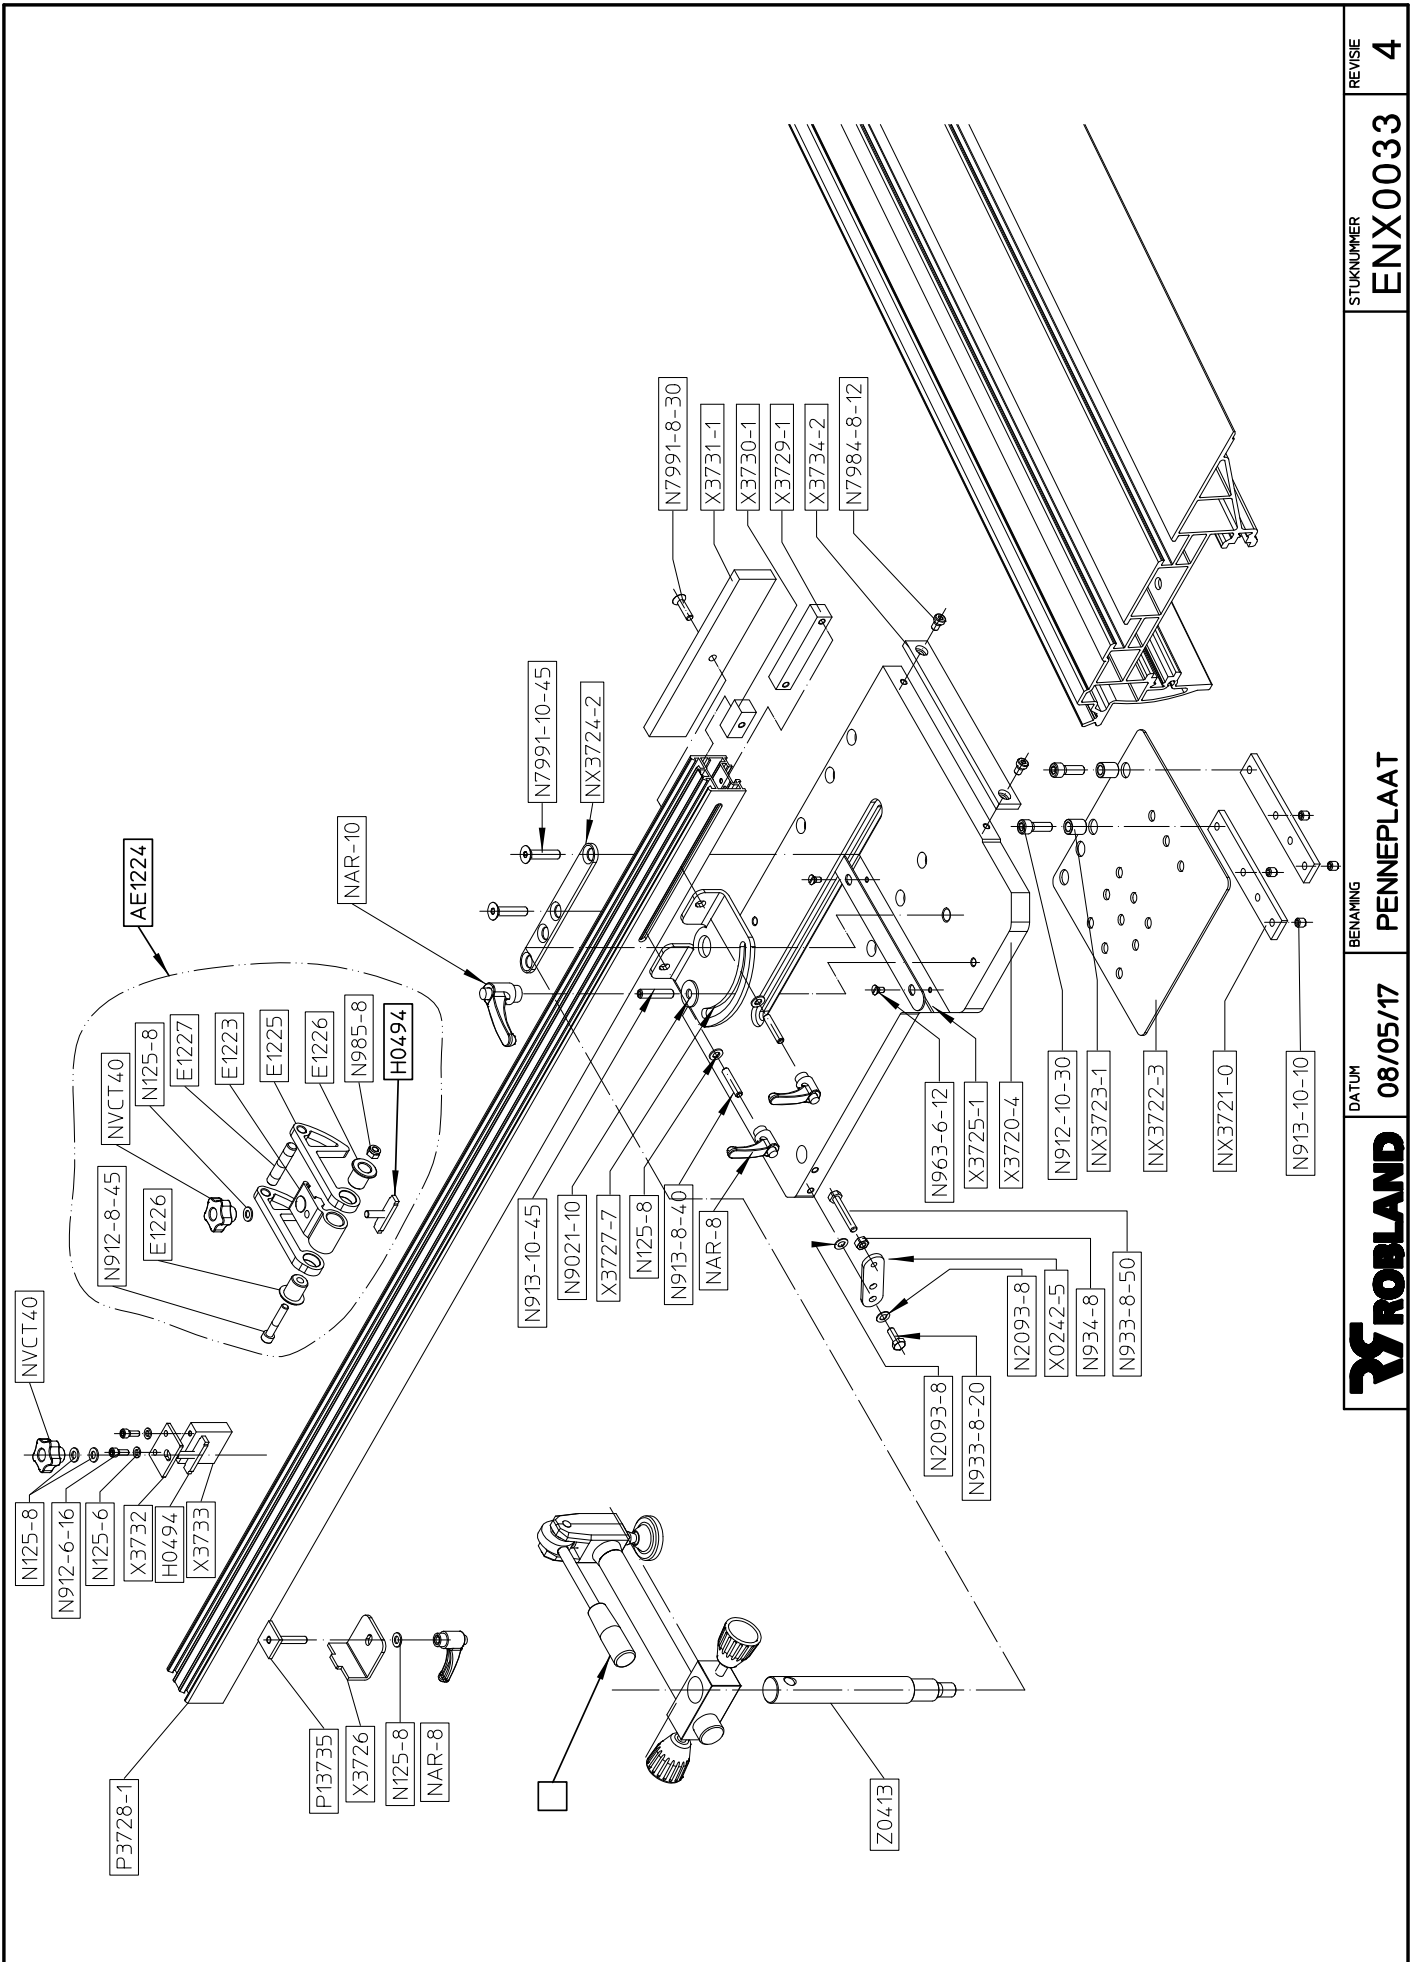 P3728-1
N125-8
N912-6-16
N125-6
X3732
H0494
X3733
NVCT40
P13735
X3726
N125-8
NAR-8
AE1224
N912-8-45
E1226
NVCT40
N125-8
E1227
E1223
E1225
E1226
N985-8
H0494
NAR-10
N7991-10-45
NX3724-2
N7991-8-30
X3731-1
X3730-1
X3729-1
X3734-2
N7984-8-12
N913-10-45
N9021-10
X3727-7
N125-8
N913-8-40
NAR-8
N963-6-12
X3725-1
X3720-4
N912-10-30
NX3723-1
NX3722-3
NX3721-0
N913-10-10
N2093-8
N933-8-20
N2093-8
X0242-5
N934-8
N933-8-50
Z0413
ROBLAND
DATUM
08/05/17
BENAMING
PENNEPLAAT
STUKNUMMER
ENX0033
REVISIE
4